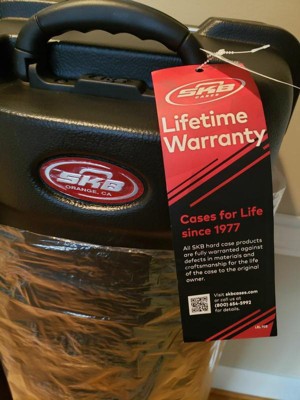 SKB
CASES
Lifetime
Warranty
SKB
ORANGE, CA
Cases for Life
since 1977
All SKB hard case products
are fully warranted against
defects in materials and
craftsmanship for the life
of the case to the original
owner.
Visit skbcases.com
or call us at
(800) 654-5992
for details.